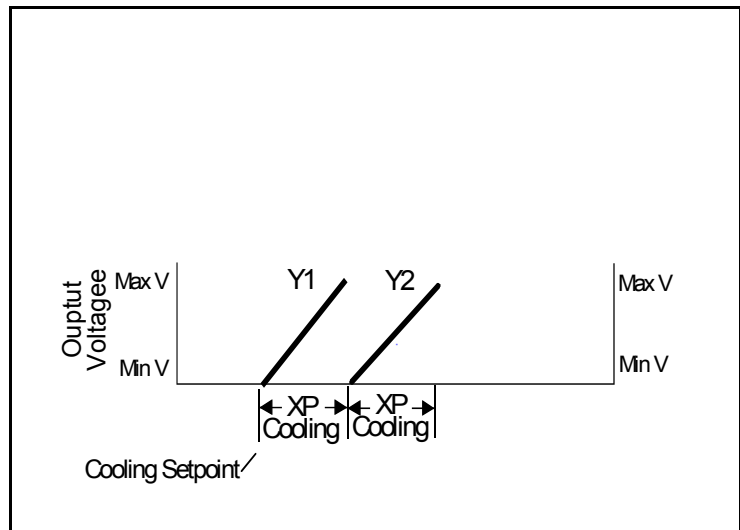 Ouptut
Voltagee
Max V
Min V
Y1
Y2
Max V
Min V
XP
Cooling
XP
Cooling
Cooling Setpoint